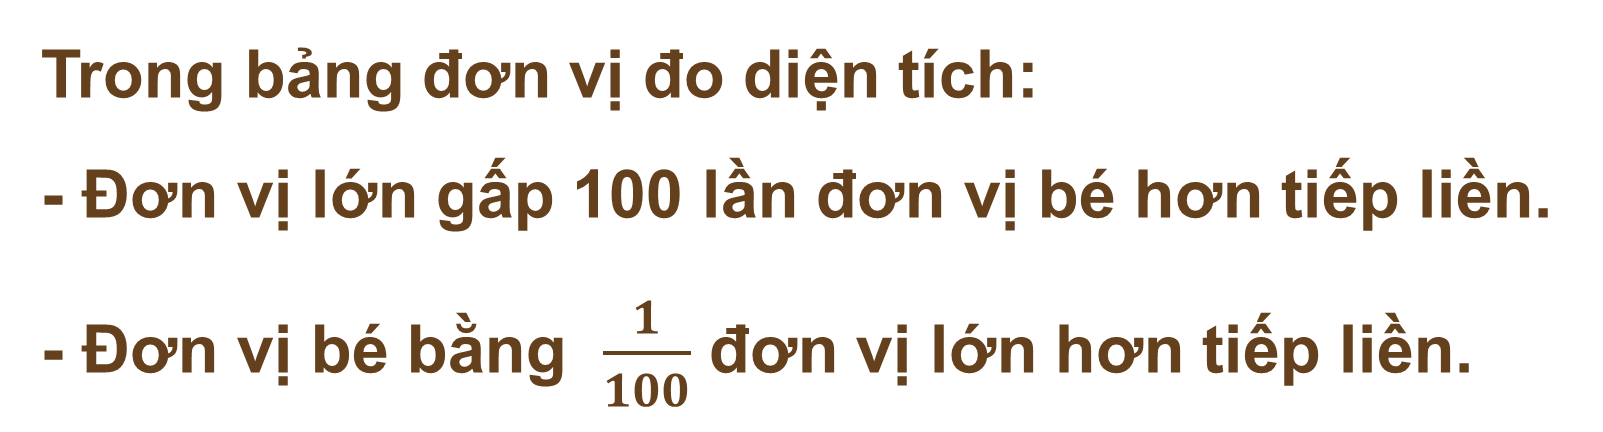 Trong bảng đơn vị đo diện tích:
- Đơn vị lớn gấp 100 lần đơn vị bé hơn tiếp liền.
- Đơn vị bé bằng 1/100 đơn vị lớn hơn tiếp liền.